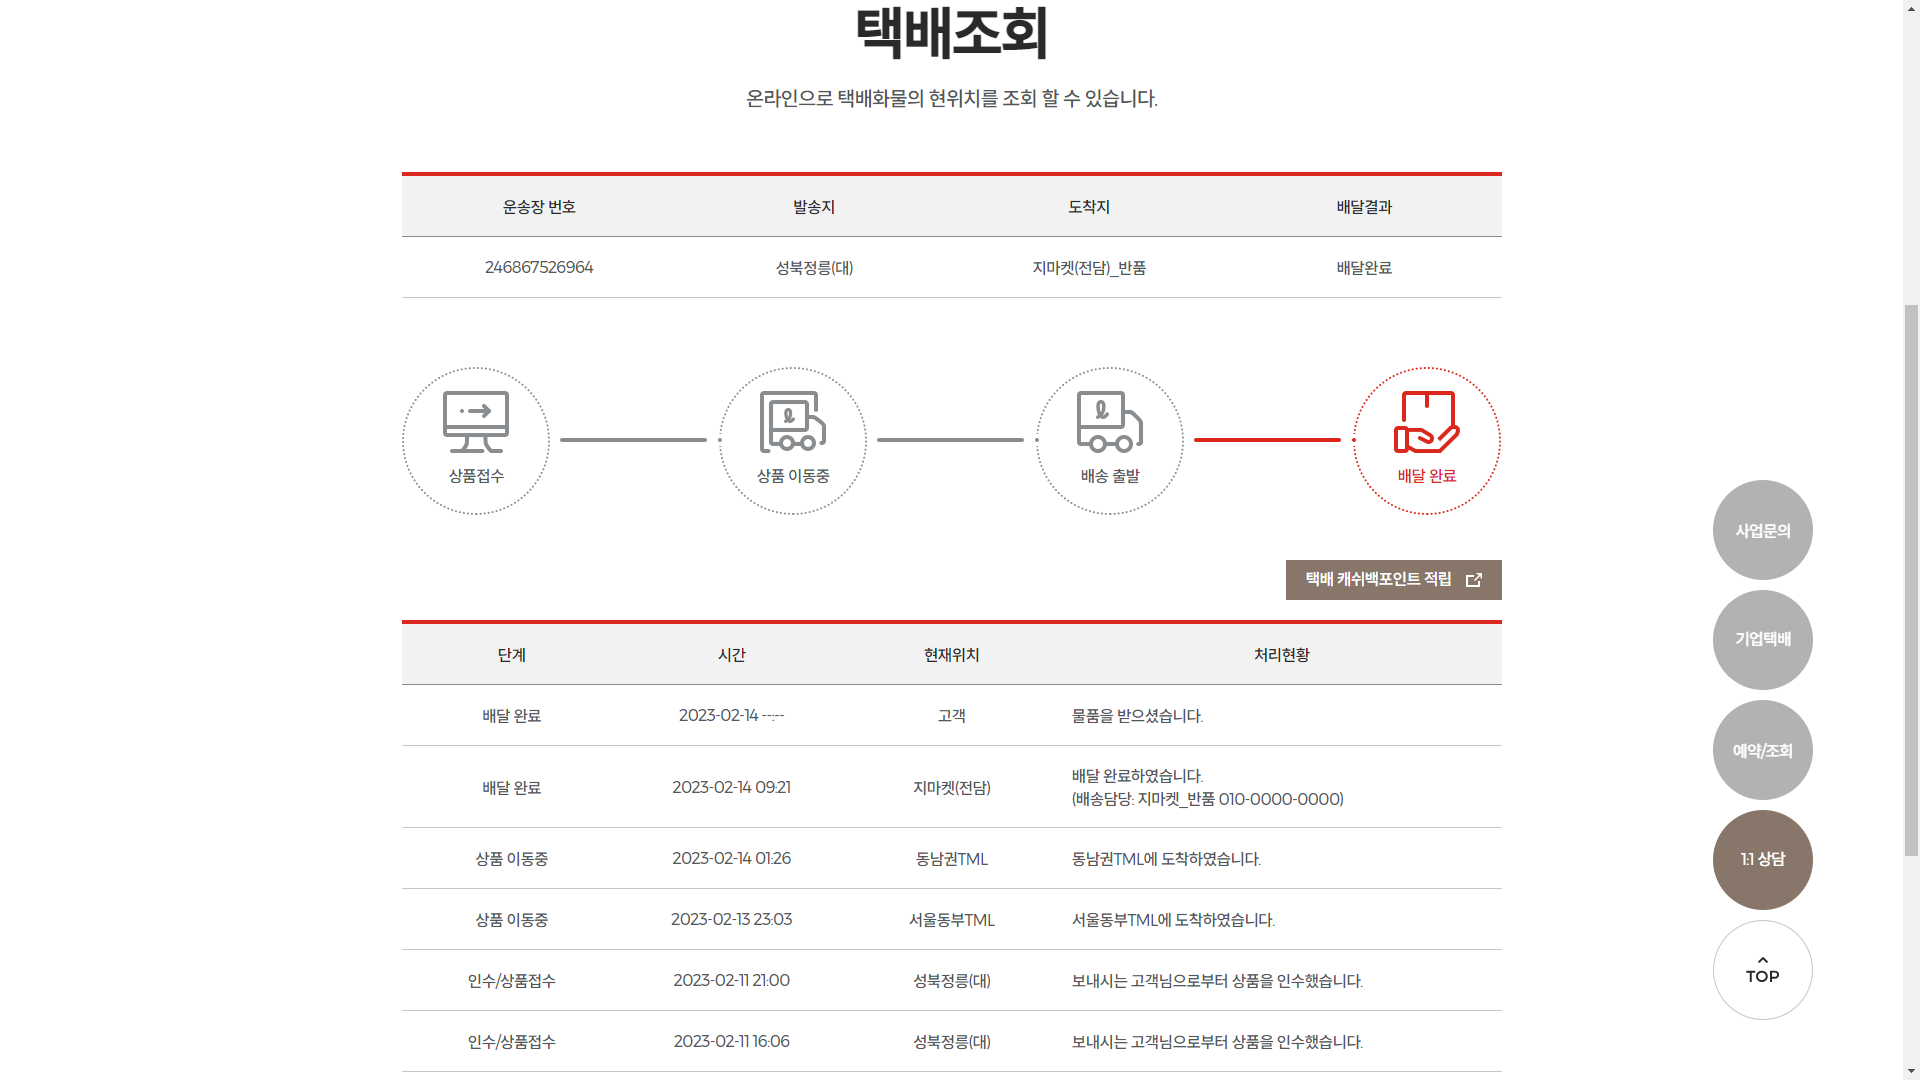 택배조회
온라인으로 택배화물의 현위치를 조회 할 수 있습니다.
운송장 번호 발송지 도착지 배달결과
246867526964 성북정릉(대) 지마켓(전담)_반품 배달완료
상품접수 상품 이동중 배송 출발 배달 완료
택배 캐쉬백포인트 적립
단계 시간 현재위치 처리현황
배달 완료 2023-02-14 --:-- 고객 물품을 받으셨습니다.
배달 완료 2023-02-14 09:21 지마켓(전담) 배달 완료하였습니다.
(배송담당: 지마켓_반품 010-0000-0000)
상품 이동중 2023-02-14 01:26 동남권TML 동남권TML에 도착하였습니다.
상품 이동중 2023-02-13 23:03 서울동부TML 서울동부TML에 도착하였습니다.
인수/상품접수 2023-02-11 21:00 성북정릉(대) 보내시는 고객님으로부터 상품을 인수했습니다.
인수/상품접수 2023-02-11 16:06 성북정릉(대) 보내시는 고객님으로부터 상품을 인수했습니다.
사업문의
기업택배
예약/조회
1:1 상담
TOP